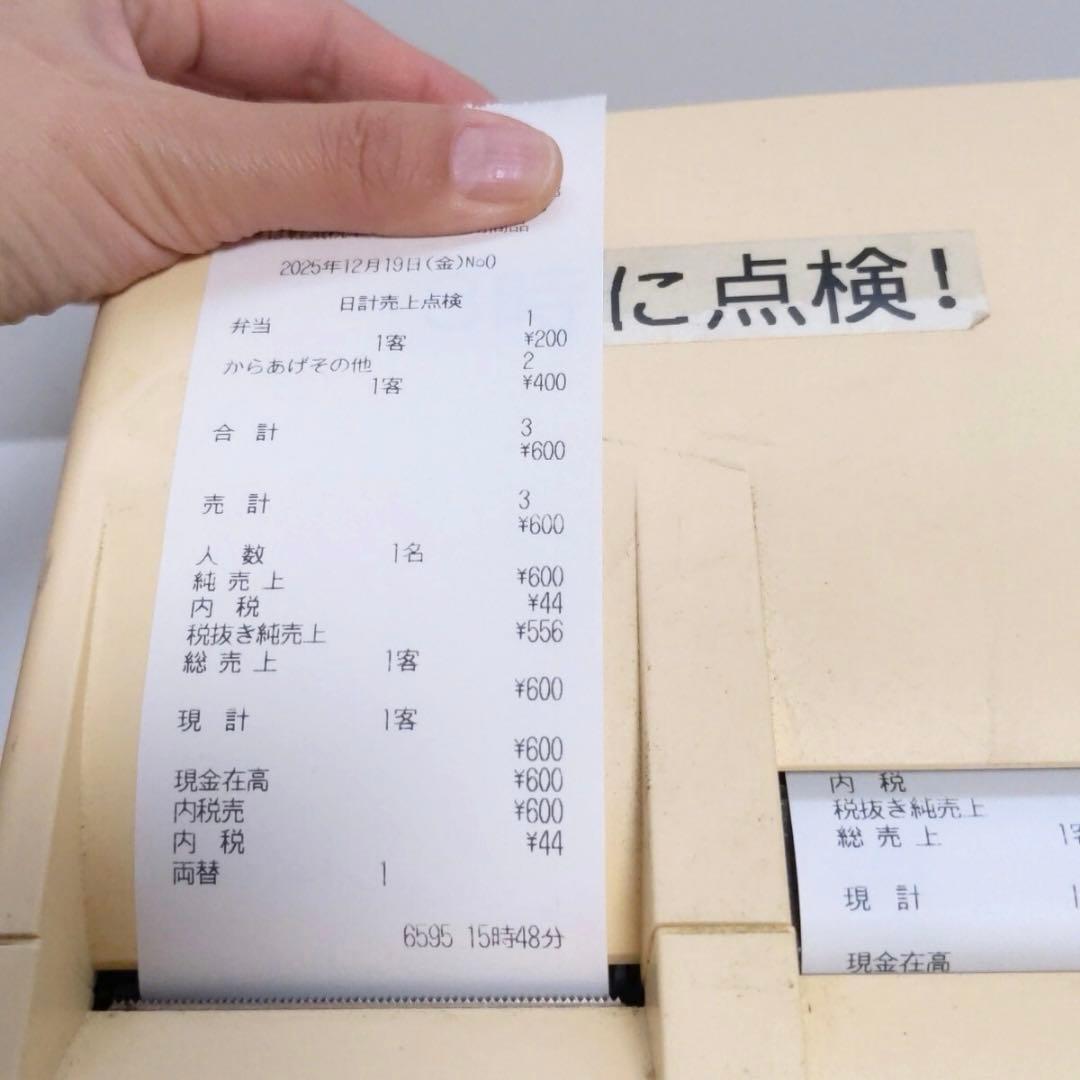 2025年12月19日(金)No0
日計売上点検
弁当 1
1客 ¥200
からあげその他 2
1客 ¥400
合 計 3
¥600
売 計 3
¥600
人 数 1名
純 売 上 ¥600
内 税 ¥44
税抜き純売上 ¥556
総 売 上 1客
¥600
現 計 1客
¥600
現金在高 ¥600
内税売 ¥600
内 税 ¥44
両替 1
6595 15時48分
に点検!
内 税
税抜き純売上
総 売 上 1客
現 計 1
現金在高